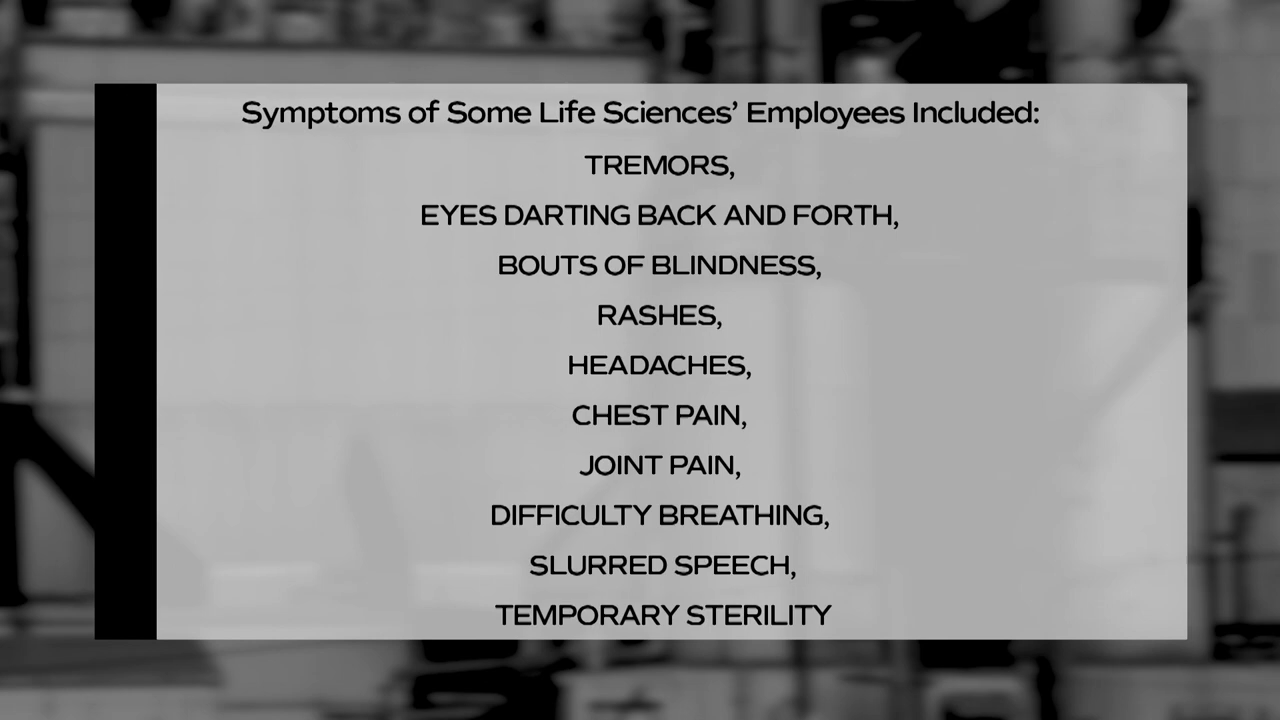 Symptoms of Some Life Sciences’ Employees Included:
TREMORS,
EYES DARTING BACK AND FORTH,
BOUTS OF BLINDNESS,
RASHES,
HEADACHES,
CHEST PAIN,
JOINT PAIN,
DIFFICULTY BREATHING,
SLURRED SPEECH,
TEMPORARY STERILITY